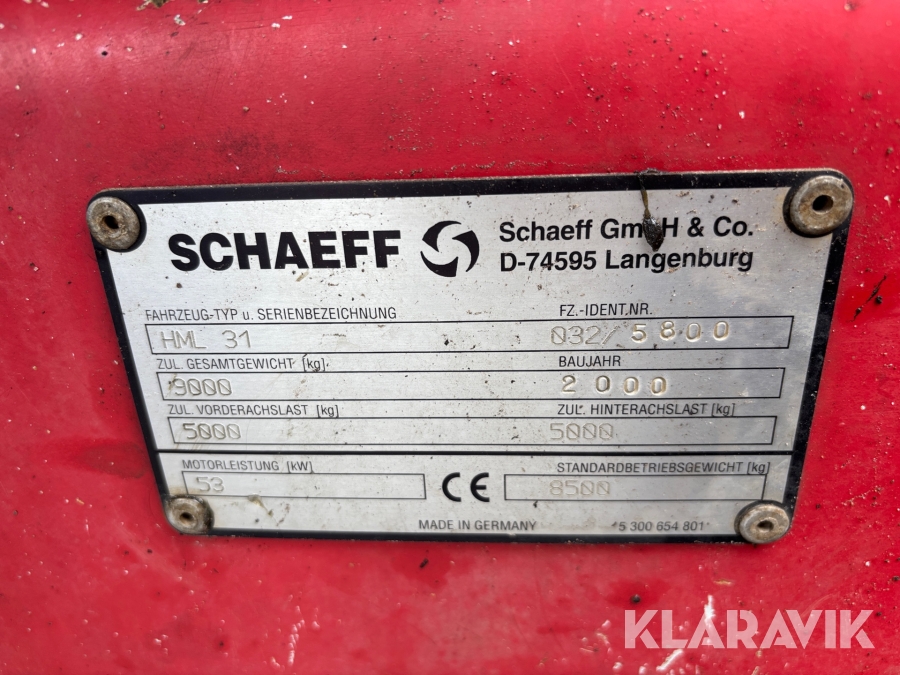 SCHAEFF
Schaeff GmbH & Co.
D-74595 Langenburg
FAHRZEUG-TYP u. SERIENBEZEICHNUNG FZ.-IDENT.NR.
HML 31 032/5800
ZUL. GESAMTGEWICHT [kg]. BAUJAHR
9000 2000
ZUL. VORDERACHSLAST [kg] ZUL. HINTERACHSLAST [kg]
5000 5000
MOTORLEISTUNG [kW] STANDARDBETRIEBSGEWICHT [kg]
53 CE 8500
MADE IN GERMANY *5 300 654 801*
KLARAVIK